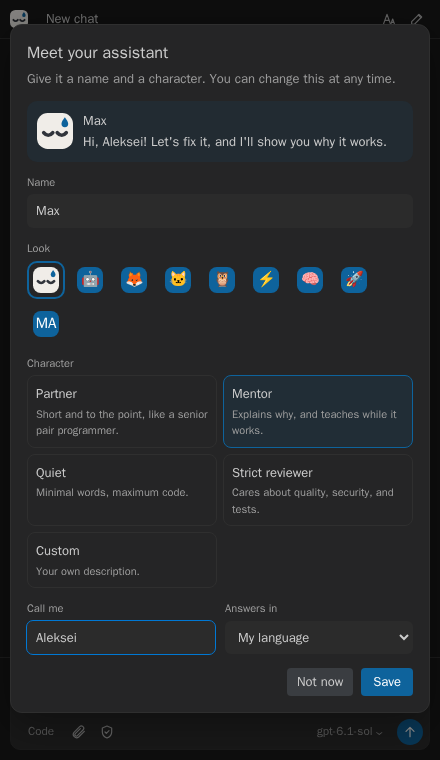 New chat
Meet your assistant
Give it a name and a character. You can change this at any time.
Max
Hi, Aleksei! Let's fix it, and I'll show you why it works.
Name
Max
Look
MA
Character
Partner
Short and to the point, like a senior
pair programmer.
Mentor
Explains why, and teaches while it
works.
Quiet
Minimal words, maximum code.
Strict reviewer
Cares about quality, security, and
tests.
Custom
Your own description.
Call me
Answers in
Aleksei
My language
Not now
Save
Code
gpt-6.1-sol